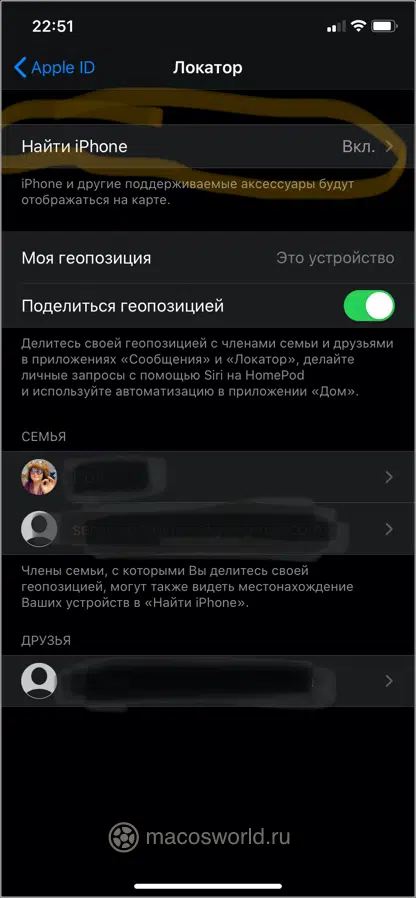 22:51
Apple ID
Локатор
Найти iPhone
Вкл.
iPhone и другие поддерживаемые аксессуары будут
отображаться на карте.
Моя геопозиция
Это устройство
Поделиться геопозицией
Делитесь своей геопозицией с членами семьи и друзьями
в приложениях «Сообщения» и «Локатор», делайте
личные запросы с помощью Siri на HomePod
и используйте автоматизацию в приложении «Дом».
СЕМЬЯ
Члены семьи, с которыми Вы делитесь своей
геопозицией, могут также видеть местонахождение
Ваших устройств в «Найти iPhone».
ДРУЗЬЯ
macosworld.ru